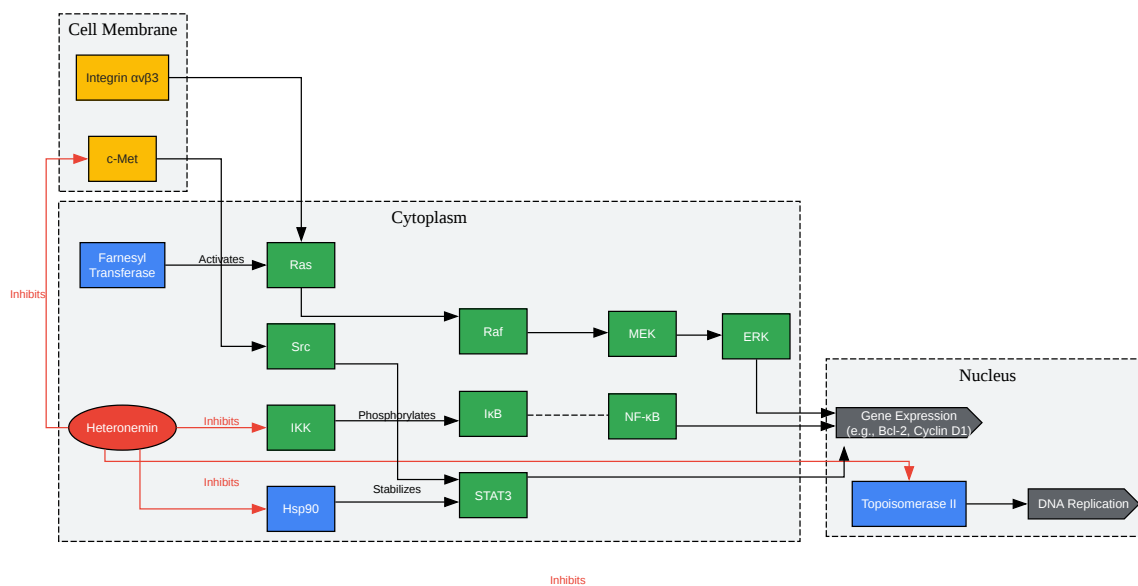 Cell Membrane
Integrin αvβ3
c-Met
Cytoplasm
Farnesyl
Transferase
Activates
Ras
Inhibits
Raf
MEK
ERK
Src
Nucleus
Heteronemin
Inhibits
IKK
Phosphorylates
IκB
NF-κB
Gene Expression
(e.g., Bcl-2, Cyclin D1)
Inhibits
Hsp90
Stabilizes
STAT3
Topoisomerase II
DNA Replication
Inhibits